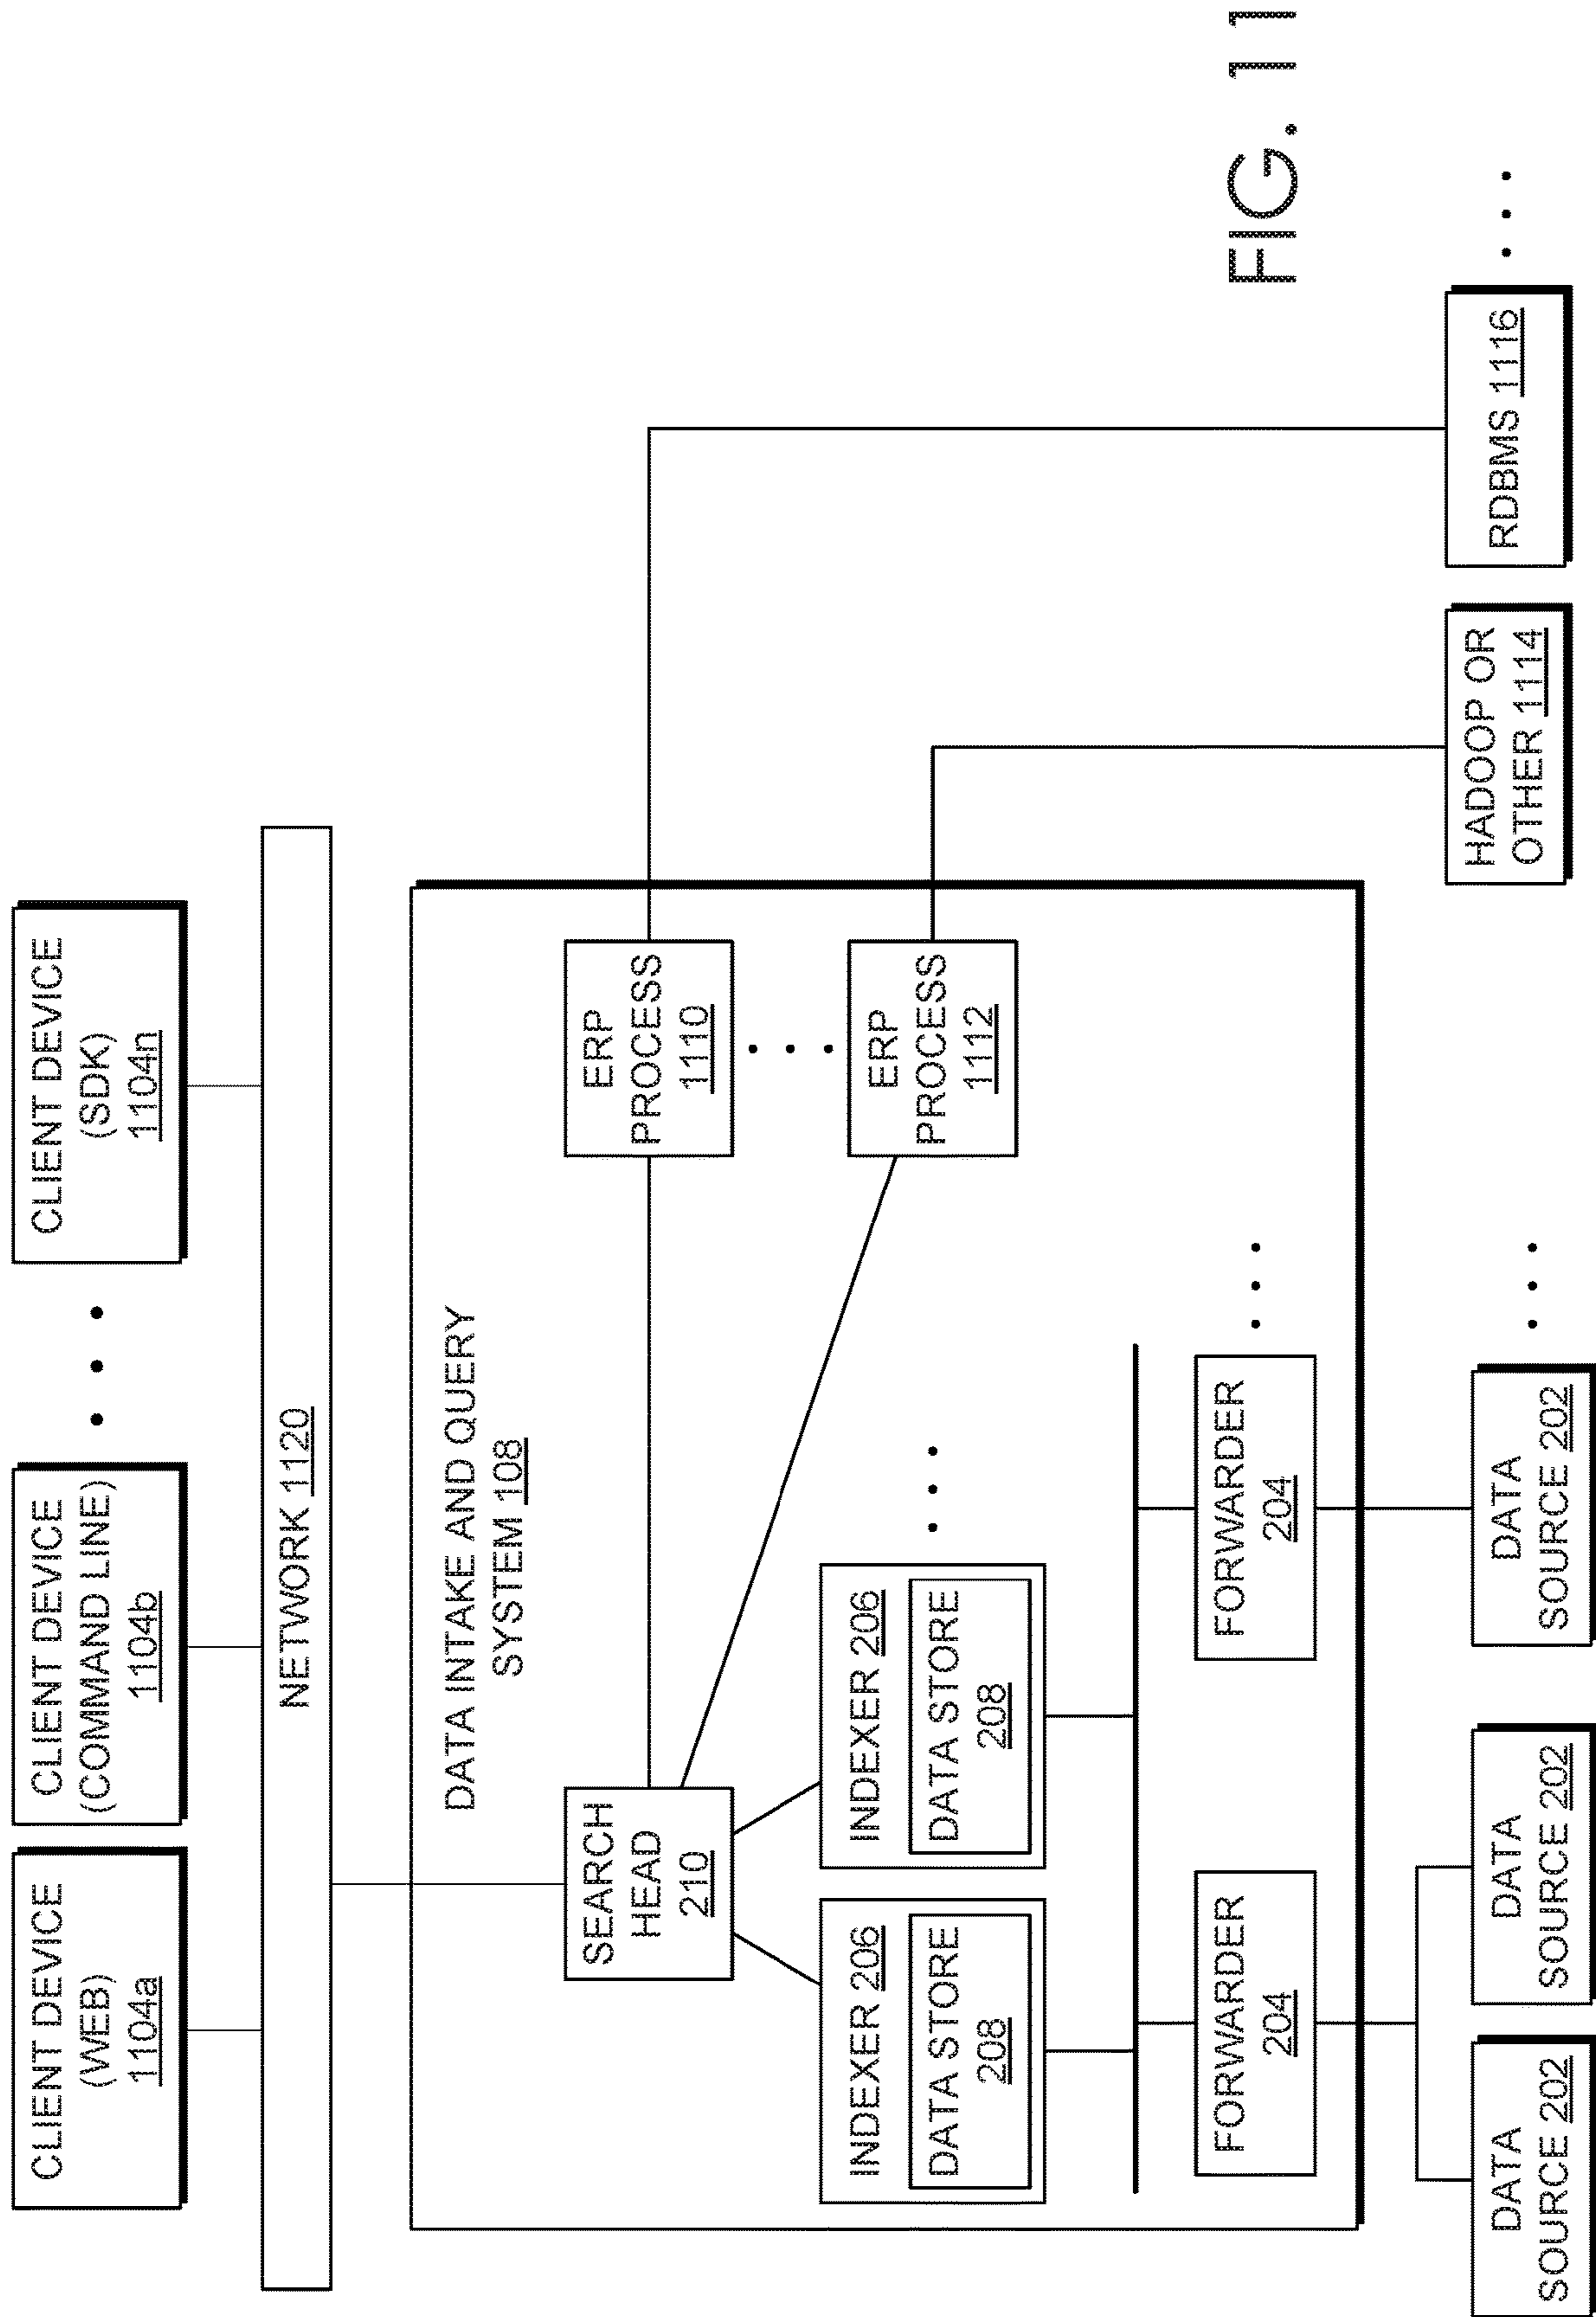 CLIENT DEVICE
(WEB)
1104a
CLIENT DEVICE
(COMMAND LINE)
1104b
CLIENT DEVICE
(SDK)
1104n
NETWORK 1120
DATA INTAKE AND QUERY
SYSTEM 108
SEARCH
HEAD
210
ERP
PROCESS
1110
INDEXER 206
DATA STORE
208
INDEXER 206
DATA STORE
208
ERP
PROCESS
1112
FORWARDER
204
FORWARDER
204
DATA
SOURCE 202
DATA
SOURCE 202
DATA
SOURCE 202
HADOOP OR
OTHER 1114
RDBMS 1116
FIG. 11